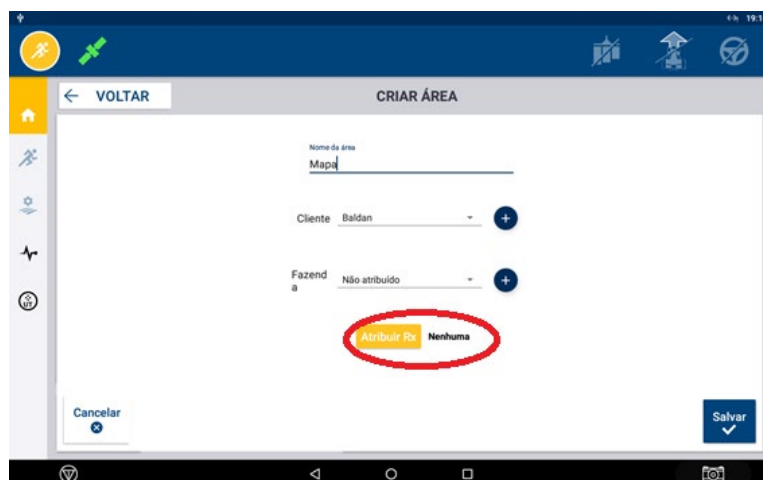 19:1
VOLTAR
CRIAR ÁREA
Nome da área
Mapa
Cliente
Baldan
Fazend
a
Não atribuído
Atribuir Rx
Nenhuma
UT
Cancelar
Salvar